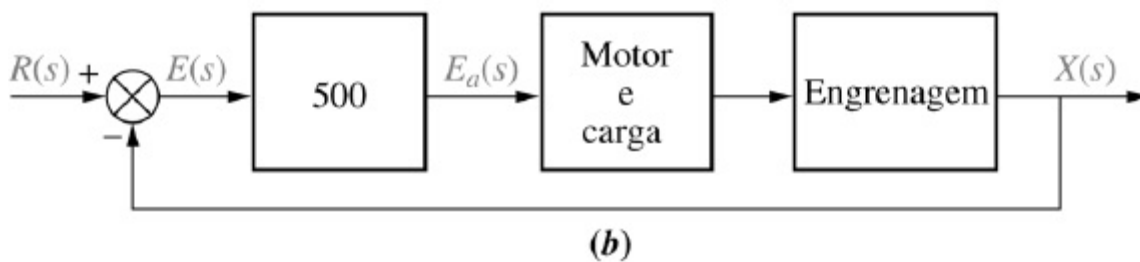 R(s) + E(s) 500 Eₐ(s) Motor e carga Engrenagem X(s)
−
(b)